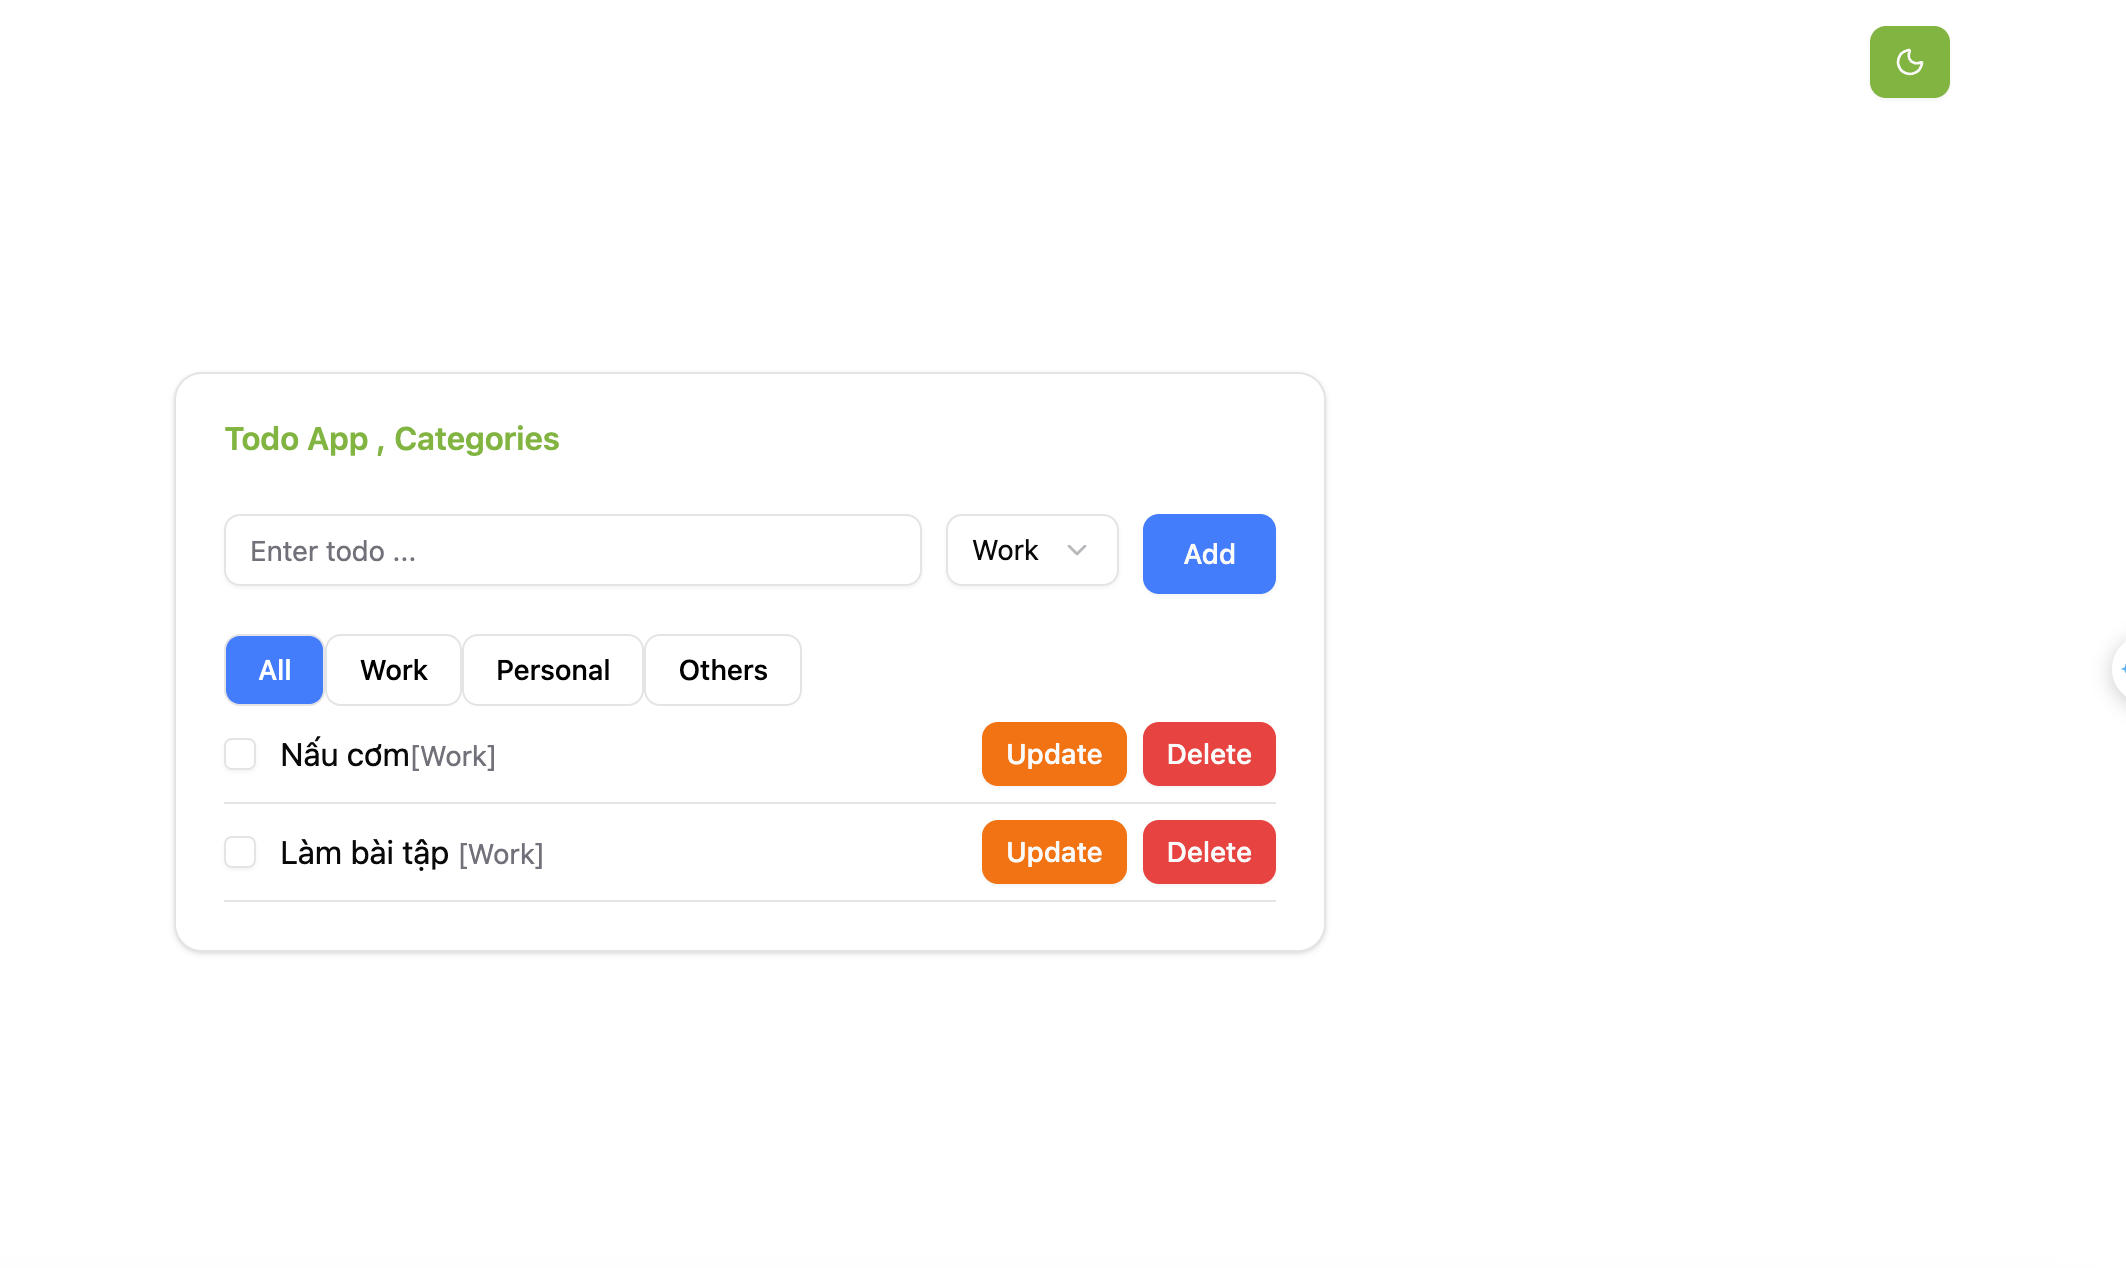 Todo App , Categories
Enter todo ... Work Add
All Work Personal Others
Nấu cơm[Work] Update Delete
Làm bài tập [Work] Update Delete